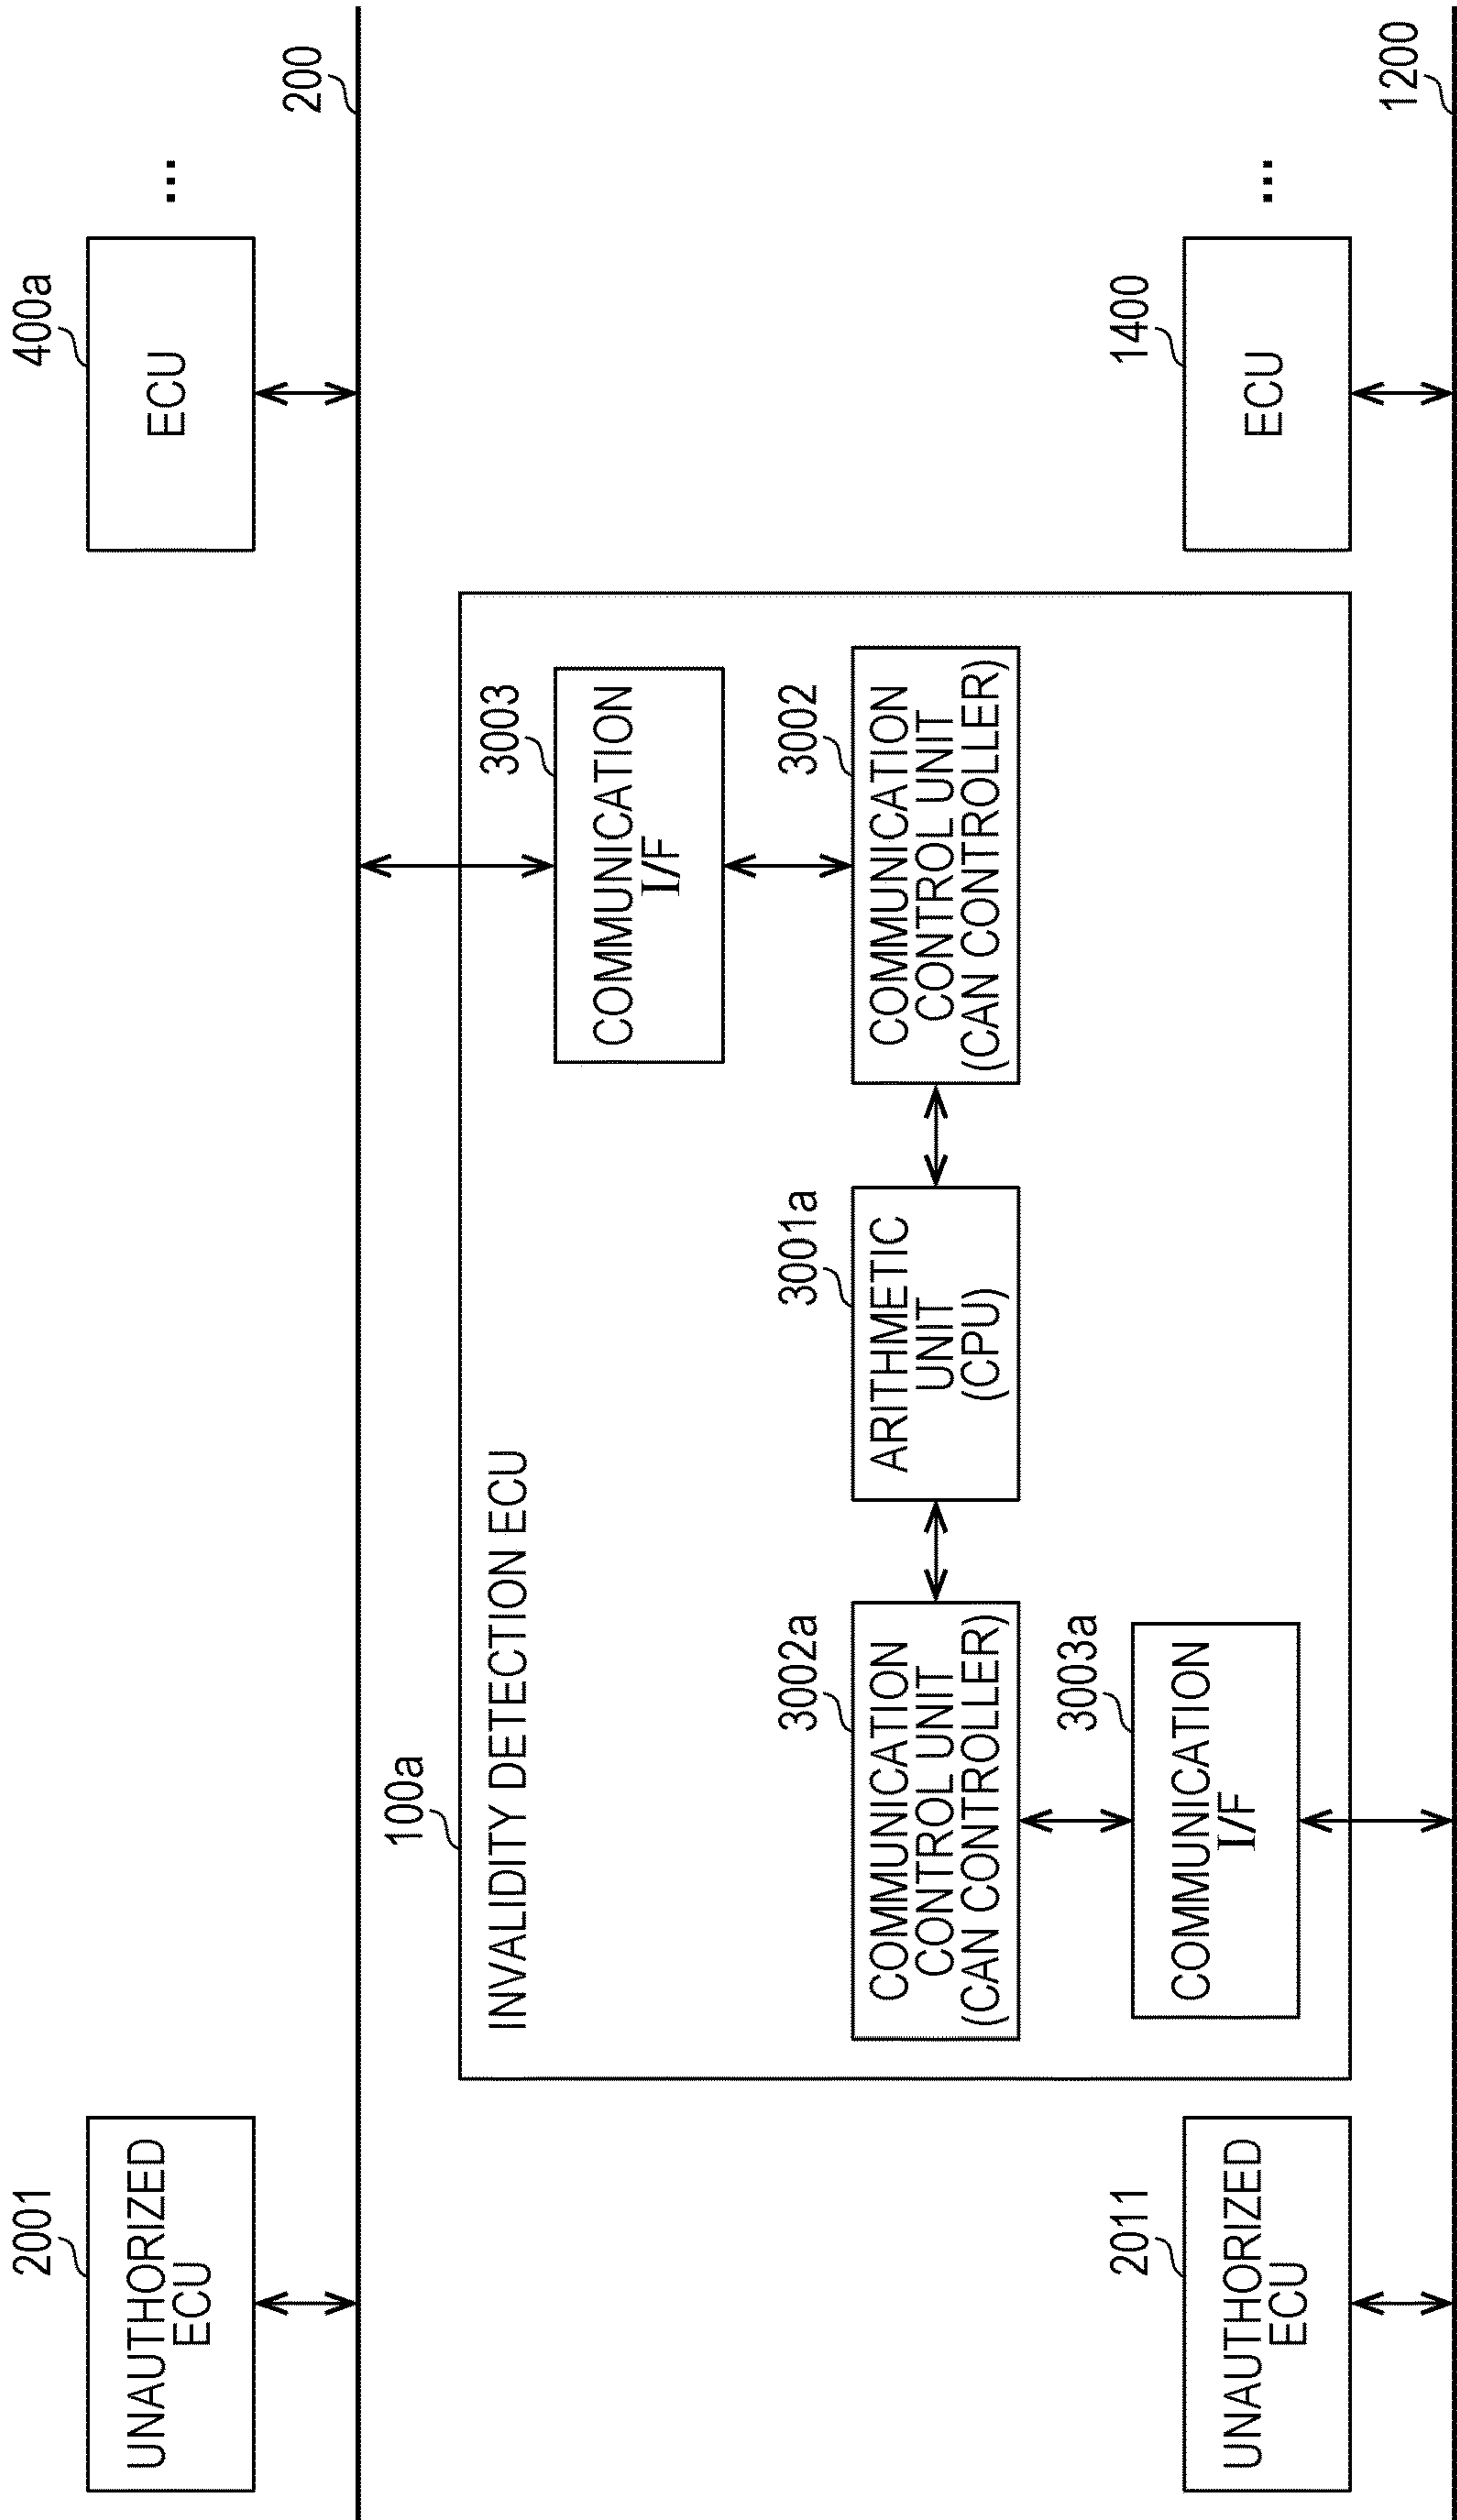 2001
UNAUTHORIZED
ECU
400a
ECU
...
200
100a
INVALIDITY DETECTION ECU
3003
COMMUNICATION
I/F
3002a
COMMUNICATION
CONTROL UNIT
(CAN CONTROLLER)
3001a
ARITHMETIC
UNIT
(CPU)
3002
COMMUNICATION
CONTROL UNIT
(CAN CONTROLLER)
3003a
COMMUNICATION
I/F
2011
UNAUTHORIZED
ECU
1400
ECU
...
1200